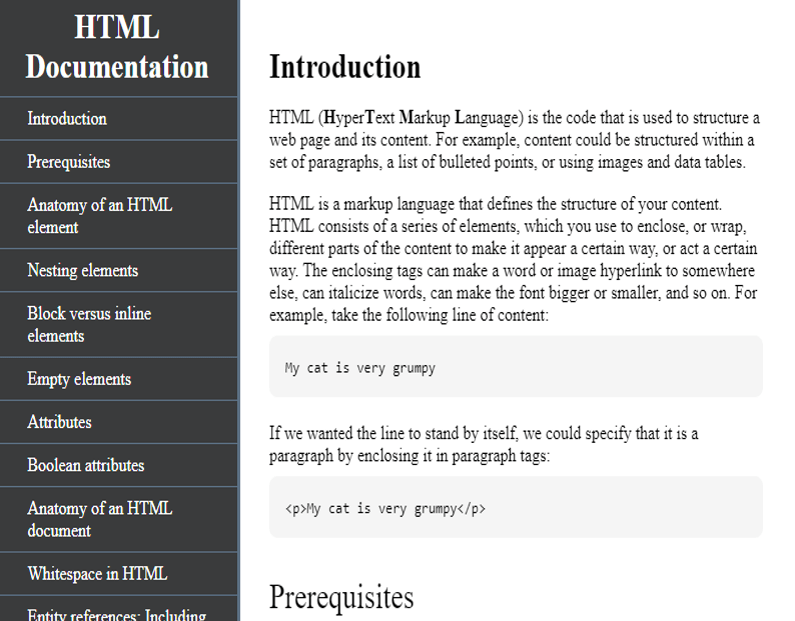 HTML
Documentation
Introduction
Prerequisites
Anatomy of an HTML
element
Nesting elements
Block versus inline
elements
Empty elements
Attributes
Boolean attributes
Anatomy of an HTML
document
Whitespace in HTML
Entity references: Including
Introduction
HTML (HyperText Markup Language) is the code that is used to structure a
web page and its content. For example, content could be structured within a
set of paragraphs, a list of bulleted points, or using images and data tables.
HTML is a markup language that defines the structure of your content.
HTML consists of a series of elements, which you use to enclose, or wrap,
different parts of the content to make it appear a certain way, or act a certain
way. The enclosing tags can make a word or image hyperlink to somewhere
else, can italicize words, can make the font bigger or smaller, and so on. For
example, take the following line of content:
My cat is very grumpy
If we wanted the line to stand by itself, we could specify that it is a
paragraph by enclosing it in paragraph tags:
<p>My cat is very grumpy</p>
Prerequisites